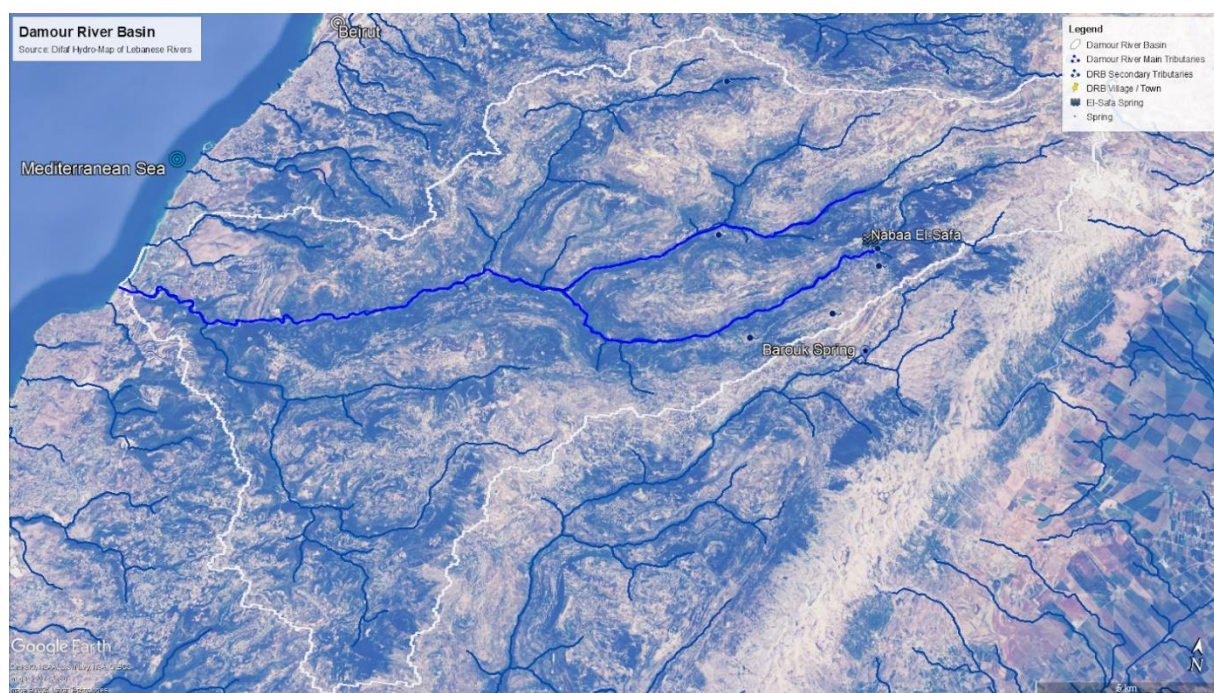 Damour River Basin
Source: Difaf Hydro-Map of Lebanese Rivers
Beirut
Legend
Damour River Basin
Damour River Main Tributaries
DRB Secondary Tributaries
DRB Village / Town
El-Safa Spring
Spring
Mediterranean Sea
Nabaa El Safa
Barouk Spring
Google Earth
N